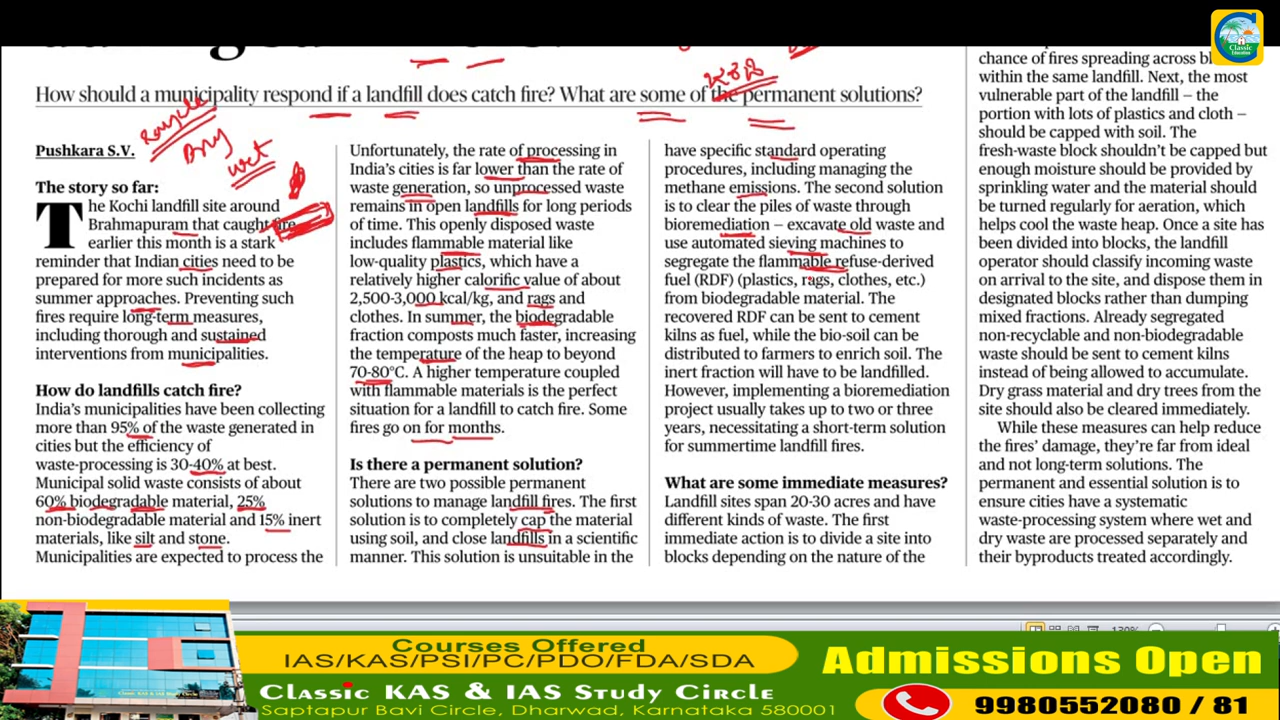 Classic
Education
How should a municipality respond if a landfill does catch fire? What are some of the permanent solutions?
Recycle
Dry
wet
Pushkara S.V.
The story so far:
The Kochi landfill site around
Brahmapuram that caught fire
earlier this month is a stark
reminder that Indian cities need to be
prepared for more such incidents as
summer approaches. Preventing such
fires require long-term measures,
including thorough and sustained
interventions from municipalities.
How do landfills catch fire?
India's municipalities have been collecting
more than 95% of the waste generated in
cities but the efficiency of
waste-processing is 30-40% at best.
Municipal solid waste consists of about
60% biodegradable material, 25%
non-biodegradable material and 15% inert
materials, like silt and stone.
Municipalities are expected to process the
Unfortunately, the rate of processing in
India's cities is far lower than the rate of
waste generation, so unprocessed waste
remains in open landfills for long periods
of time. This openly disposed waste
includes flammable material like
low-quality plastics, which have a
relatively higher calorific value of about
2,500-3,000 kcal/kg, and rags and
clothes. In summer, the biodegradable
fraction composts much faster, increasing
the temperature of the heap to beyond
70-80°C. A higher temperature coupled
with flammable materials is the perfect
situation for a landfill to catch fire. Some
fires go on for months.
Is there a permanent solution?
There are two possible permanent
solutions to manage landfill fires. The first
solution is to completely cap the material
using soil, and close landfills in a scientific
manner. This solution is unsuitable in the
have specific standard operating
procedures, including managing the
methane emissions. The second solution
is to clear the piles of waste through
bioremediation – excavate old waste and
use automated sieving machines to
segregate the flammable refuse-derived
fuel (RDF) (plastics, rags, clothes, etc.)
from biodegradable material. The
recovered RDF can be sent to cement
kilns as fuel, while the bio-soil can be
distributed to farmers to enrich soil. The
inert fraction will have to be landfilled.
However, implementing a bioremediation
project usually takes up to two or three
years, necessitating a short-term solution
for summertime landfill fires.
What are some immediate measures?
Landfill sites span 20-30 acres and have
different kinds of waste. The first
immediate action is to divide a site into
blocks depending on the nature of the
chance of fires spreading across
within the same landfill. Next, the most
vulnerable part of the landfill – the
portion with lots of plastics and cloth –
should be capped with soil. The
fresh-waste block shouldn't be capped but
enough moisture should be provided by
sprinkling water and the material should
be turned regularly for aeration, which
helps cool the waste heap. Once a site has
been divided into blocks, the landfill
operator should classify incoming waste
on arrival to the site, and dispose them in
designated blocks rather than dumping
mixed fractions. Already segregated
non-recyclable and non-biodegradable
waste should be sent to cement kilns
instead of being allowed to accumulate.
Dry grass material and dry trees from the
site should also be cleared immediately.
While these measures can help reduce
the fires' damage, they're far from ideal
and not long-term solutions. The
permanent and essential solution is to
ensure cities have a systematic
waste-processing system where wet and
dry waste are processed separately and
their byproducts treated accordingly.
Courses Offered
IAS/KAS/PSI/PC/PDO/FDA/SDA
Classic KAS & IAS Study Circle
Saptapur Bavi Circle, Dharwad, Karnataka 580001
Admissions Open
9980552080 / 81